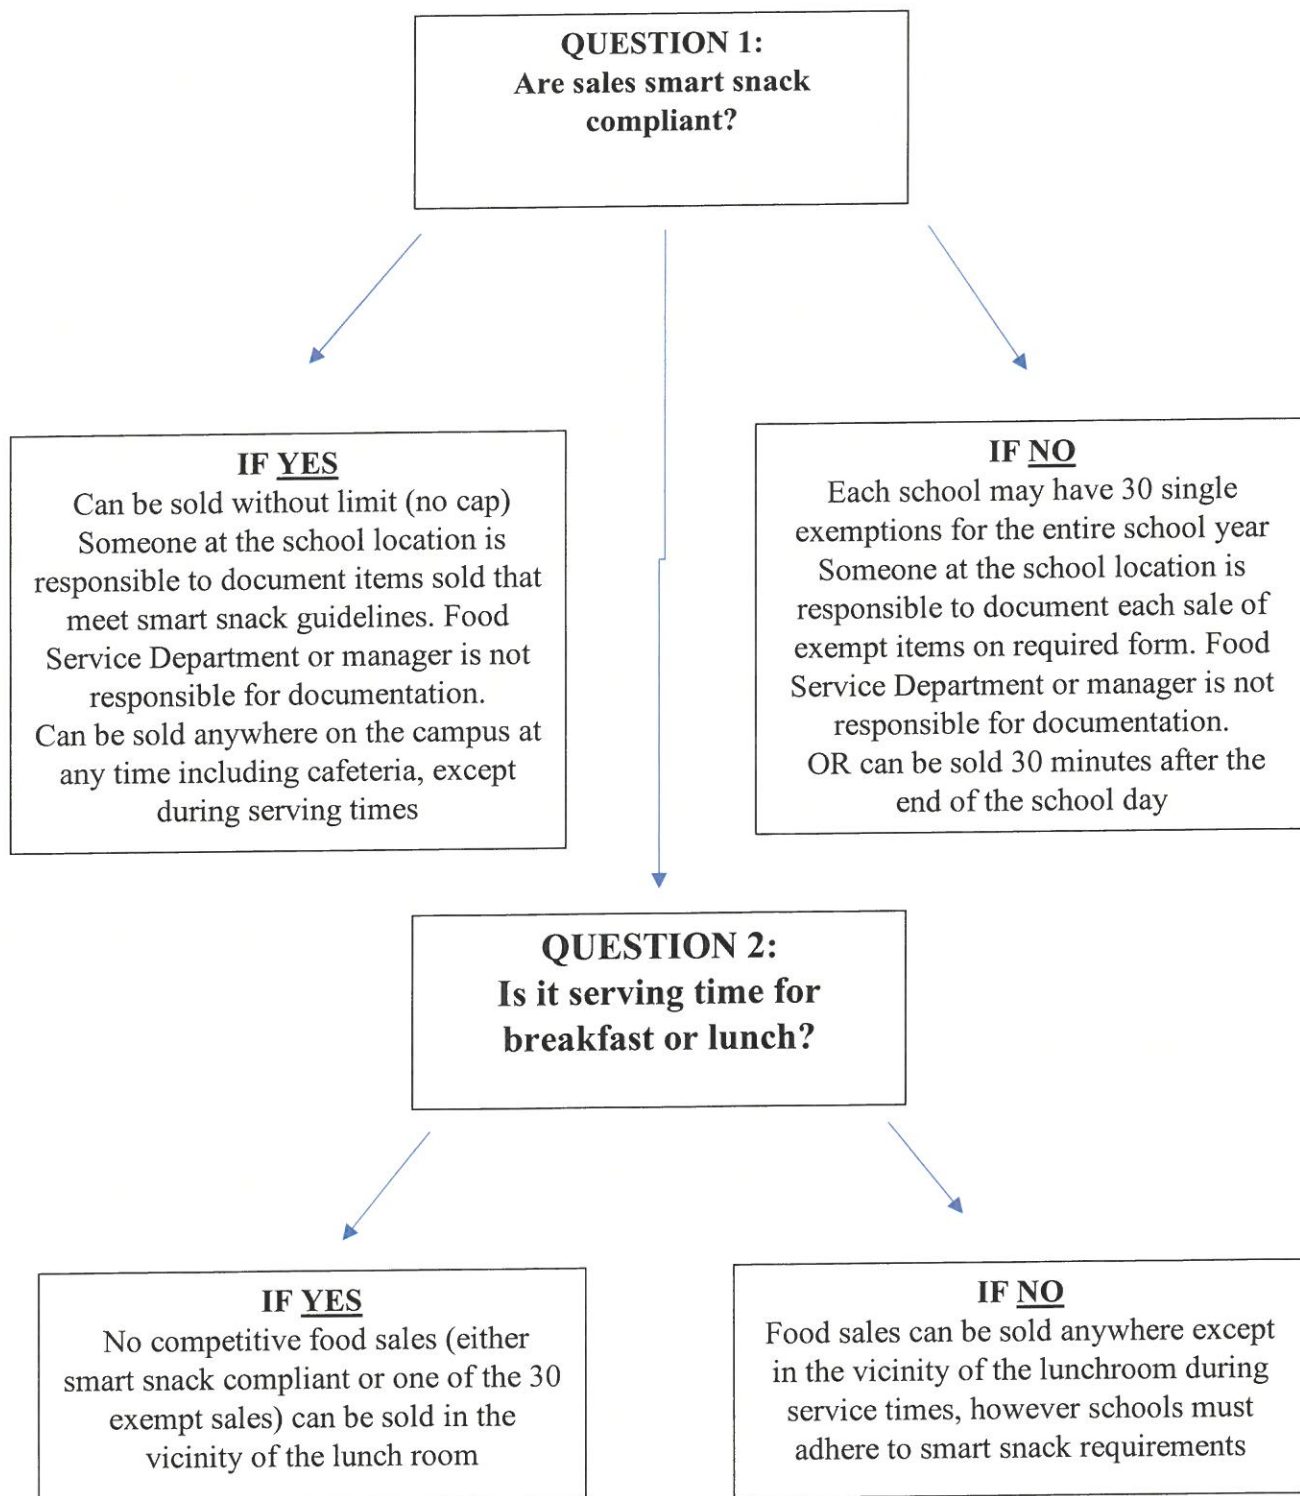 QUESTION 1:
Are sales smart snack
compliant?
IF YES
Can be sold without limit (no cap)
Someone at the school location is
responsible to document items sold that
meet smart snack guidelines. Food
Service Department or manager is not
responsible for documentation.
Can be sold anywhere on the campus at
any time including cafeteria, except
during serving times
IF NO
Each school may have 30 single
exemptions for the entire school year
Someone at the school location is
responsible to document each sale of
exempt items on required form. Food
Service Department or manager is not
responsible for documentation.
OR can be sold 30 minutes after the
end of the school day
QUESTION 2:
Is it serving time for
breakfast or lunch?
IF YES
No competitive food sales (either
smart snack compliant or one of the 30
exempt sales) can be sold in the
vicinity of the lunch room
IF NO
Food sales can be sold anywhere except
in the vicinity of the lunchroom during
service times, however schools must
adhere to smart snack requirements